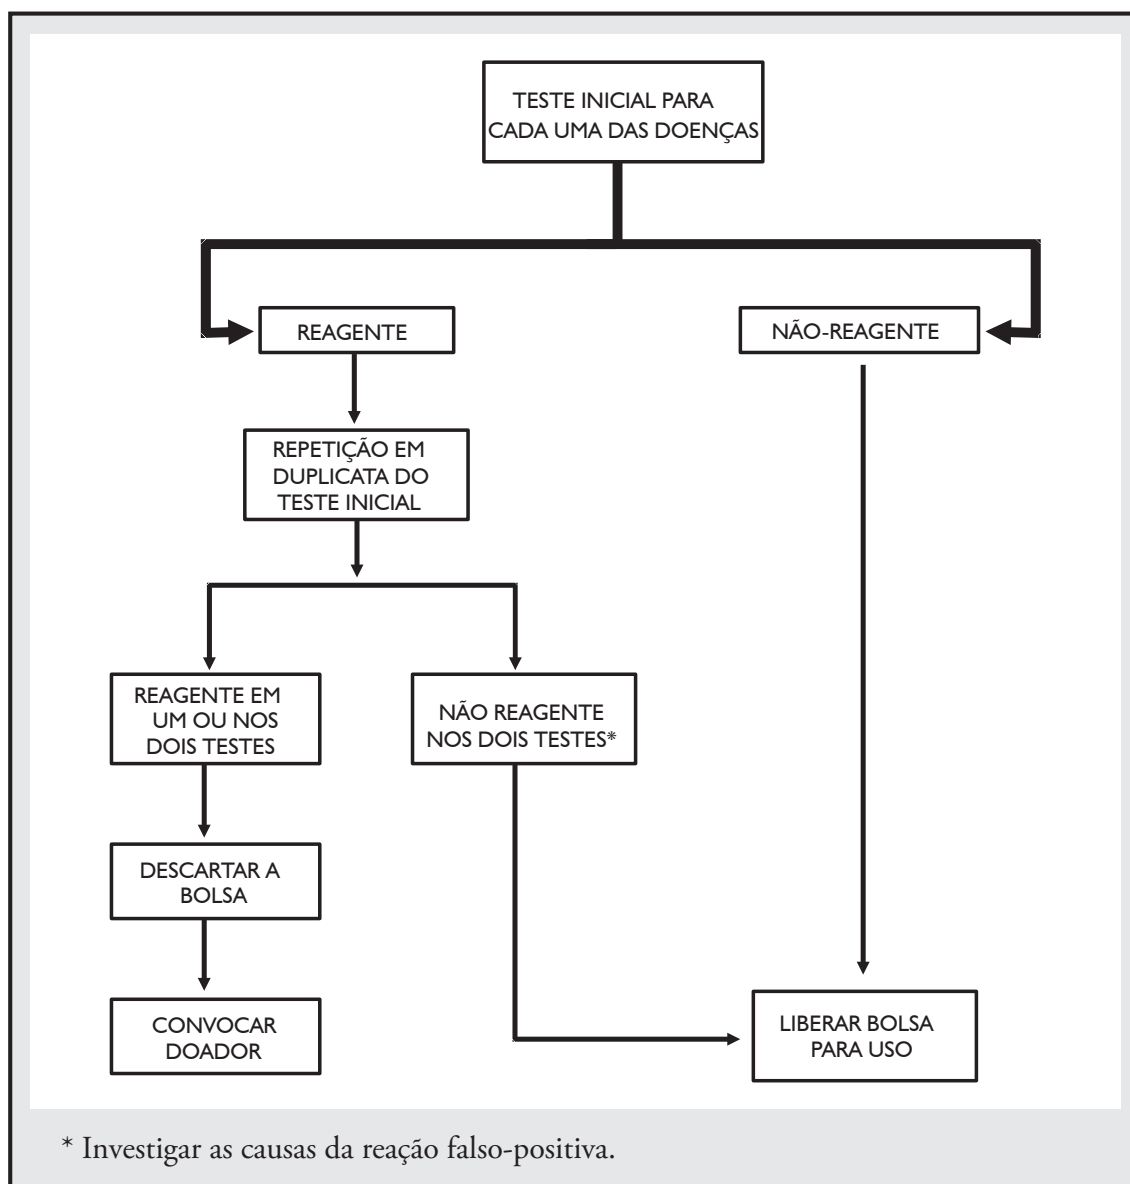 TESTE INICIAL PARA
CADA UMA DAS DOENÇAS
REAGENTE
NÃO-REAGENTE
REPETIÇÃO EM
DUPLICATA DO
TESTE INICIAL
REAGENTE EM
UM OU NOS
DOIS TESTES
NÃO REAGENTE
NOS DOIS TESTES*
DESCARTAR A
BOLSA
CONVOCAR
DOADOR
LIBERAR BOLSA
PARA USO
* Investigar as causas da reação falso-positiva.